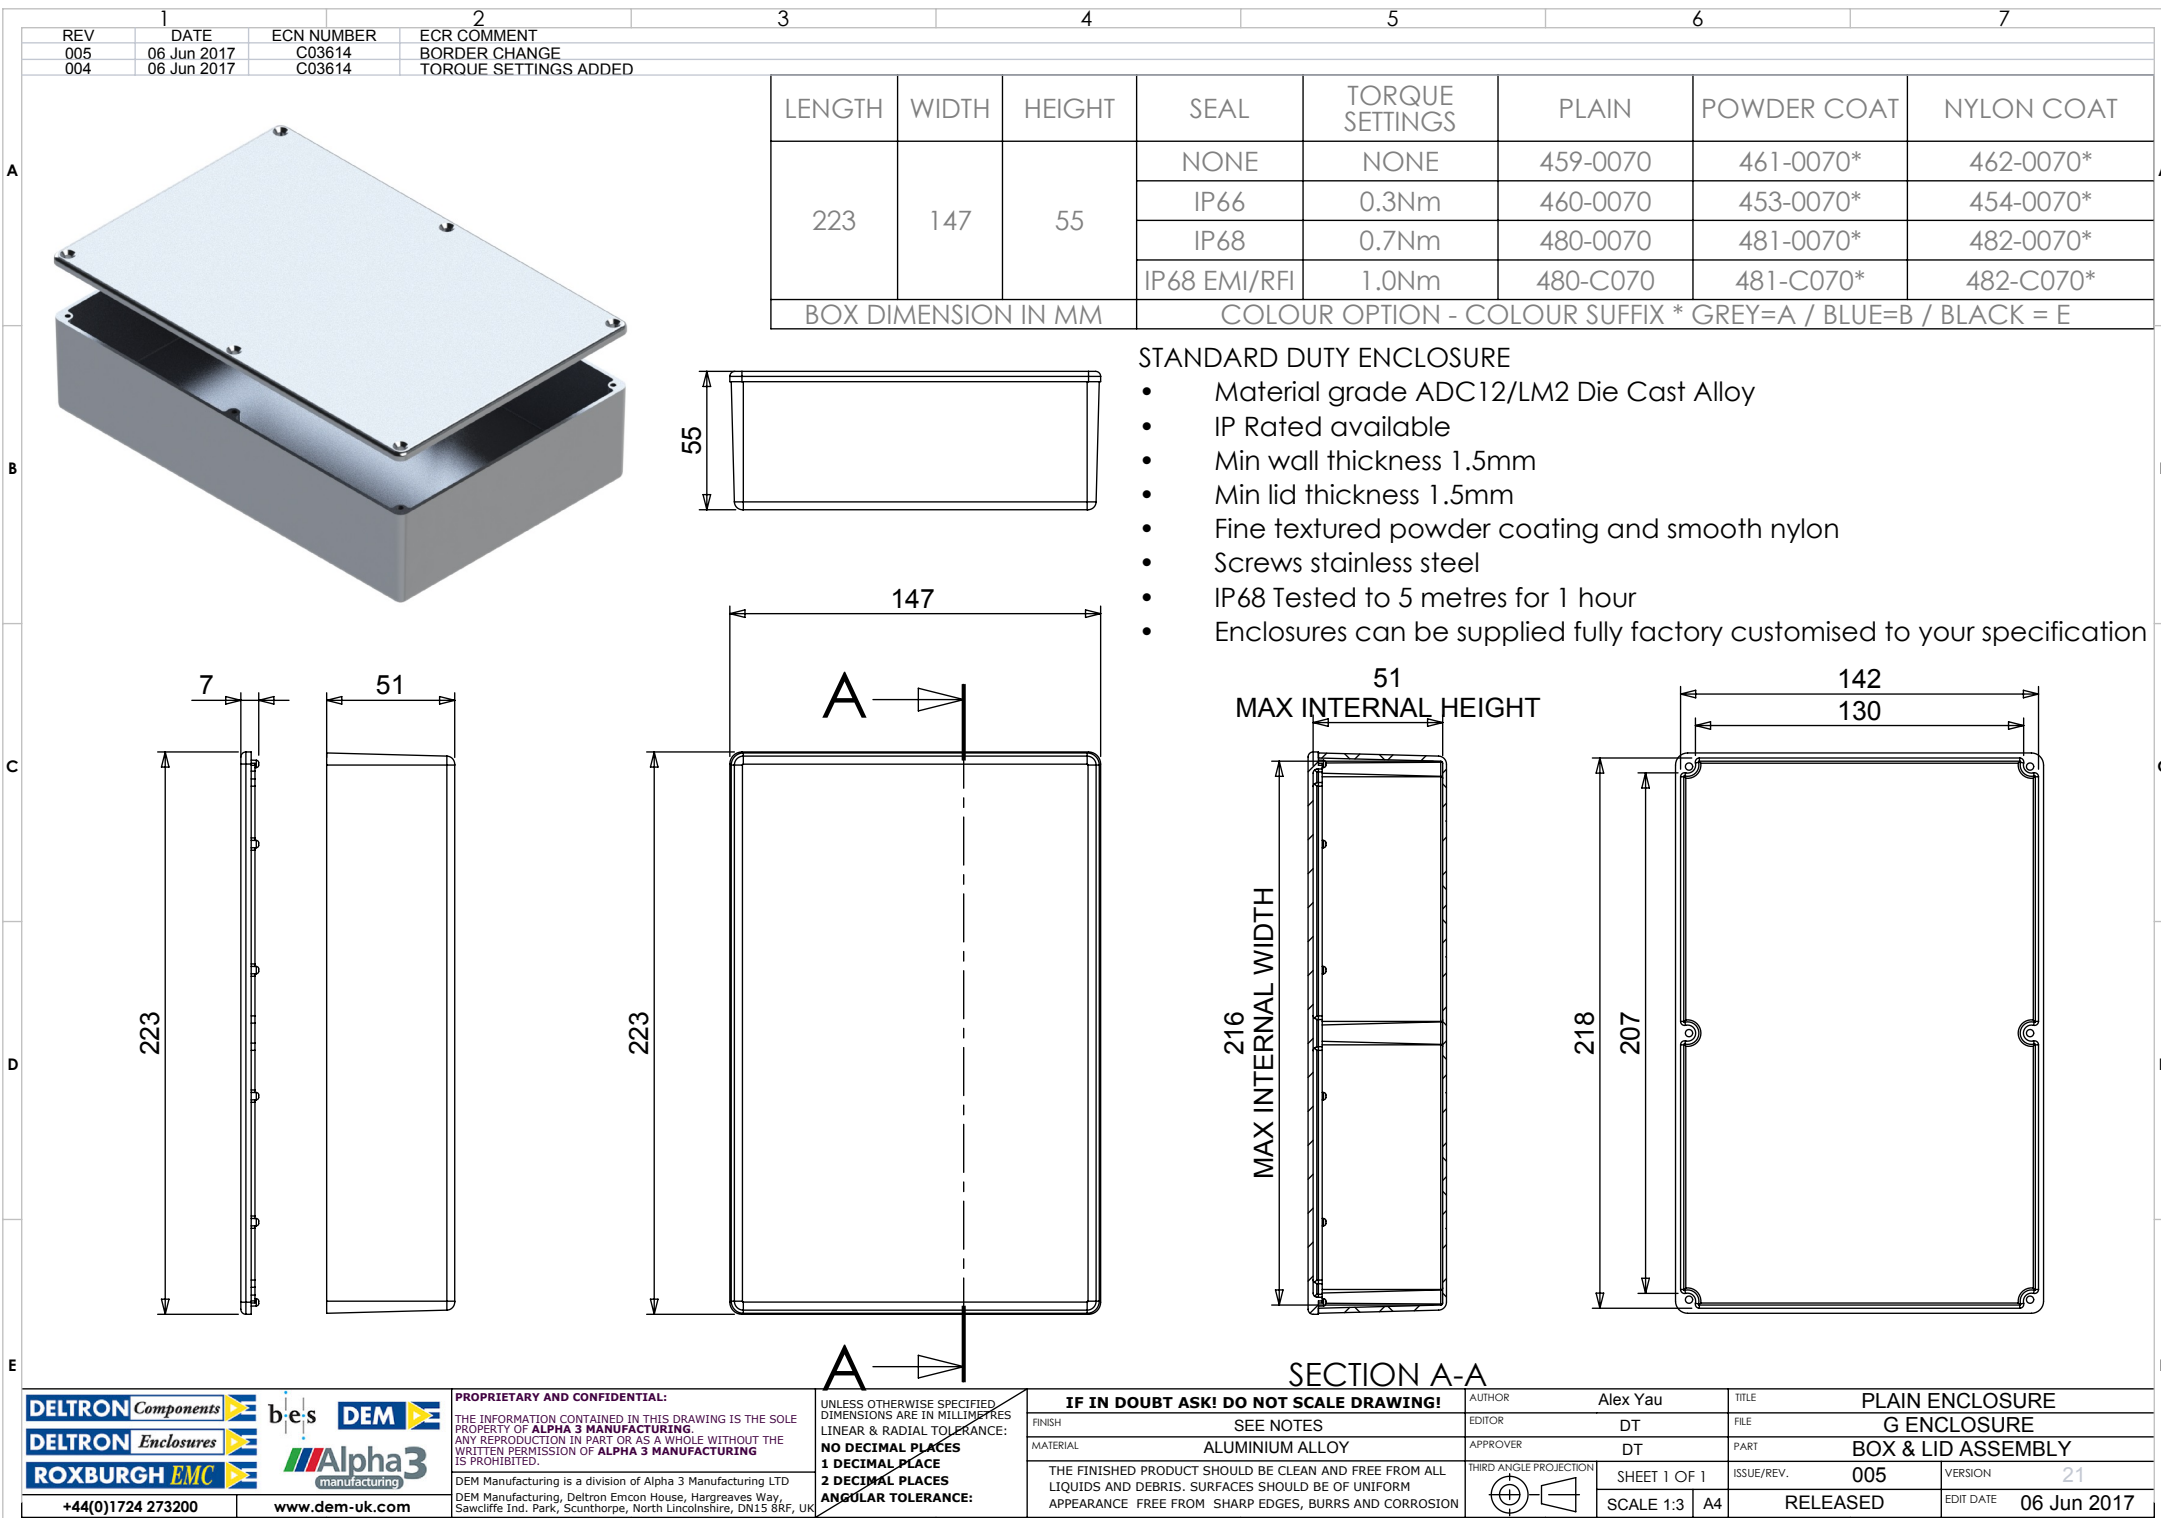 1 2 3 4 5 6 7
REV DATE ECN NUMBER ECR COMMENT
005 06 Jun 2017 C03614 BORDER CHANGE
004 06 Jun 2017 C03614 TORQUE SETTINGS ADDED
LENGTH WIDTH HEIGHT SEAL TORQUE SETTINGS PLAIN POWDER COAT NYLON COAT
NONE NONE 459-0070 461-0070* 462-0070*
223 147 55 IP66 0.3Nm 460-0070 453-0070* 454-0070*
IP68 0.7Nm 480-0070 481-0070* 482-0070*
IP68 EMI/RFI 1.0Nm 480-C070 481-C070* 482-C070*
BOX DIMENSION IN MM COLOUR OPTION - COLOUR SUFFIX * GREY=A / BLUE=B / BLACK = E
A
B
C
D
E
STANDARD DUTY ENCLOSURE
• Material grade ADC12/LM2 Die Cast Alloy
• IP Rated available
• Min wall thickness 1.5mm
• Min lid thickness 1.5mm
• Fine textured powder coating and smooth nylon
• Screws stainless steel
• IP68 Tested to 5 metres for 1 hour
• Enclosures can be supplied fully factory customised to your specification
55
147
7
51
223
223
A
A
51
MAX INTERNAL HEIGHT
216
MAX INTERNAL WIDTH
142
130
218
207
SECTION A-A
DELTRON Components
DELTRON Enclosures
ROXBURGH EMC
b·e·s
DEM
Alpha3
manufacturing
+44(0)1724 273200 www.dem-uk.com
PROPRIETARY AND CONFIDENTIAL:
THE INFORMATION CONTAINED IN THIS DRAWING IS THE SOLE
PROPERTY OF ALPHA 3 MANUFACTURING.
ANY REPRODUCTION IN PART OR AS A WHOLE WITHOUT THE
WRITTEN PERMISSION OF ALPHA 3 MANUFACTURING
IS PROHIBITED.
DEM Manufacturing is a division of Alpha 3 Manufacturing LTD
DEM Manufacturing, Deltron Emcon House, Hargreaves Way,
Sawcliffe Ind. Park, Scunthorpe, North Lincolnshire, DN15 8RF, UK
UNLESS OTHERWISE SPECIFIED
DIMENSIONS ARE IN MILLIMETRES
LINEAR & RADIAL TOLERANCE:
NO DECIMAL PLACES
1 DECIMAL PLACE
2 DECIMAL PLACES
ANGULAR TOLERANCE:
IF IN DOUBT ASK! DO NOT SCALE DRAWING!
FINISH SEE NOTES
MATERIAL ALUMINIUM ALLOY
THE FINISHED PRODUCT SHOULD BE CLEAN AND FREE FROM ALL
LIQUIDS AND DEBRIS. SURFACES SHOULD BE OF UNIFORM
APPEARANCE FREE FROM SHARP EDGES, BURRS AND CORROSION
AUTHOR Alex Yau
EDITOR DT
APPROVER DT
THIRD ANGLE PROJECTION
SHEET 1 OF 1
SCALE 1:3 A4
TITLE PLAIN ENCLOSURE
FILE G ENCLOSURE
PART BOX & LID ASSEMBLY
ISSUE/REV. 005 VERSION 21
RELEASED EDIT DATE 06 Jun 2017